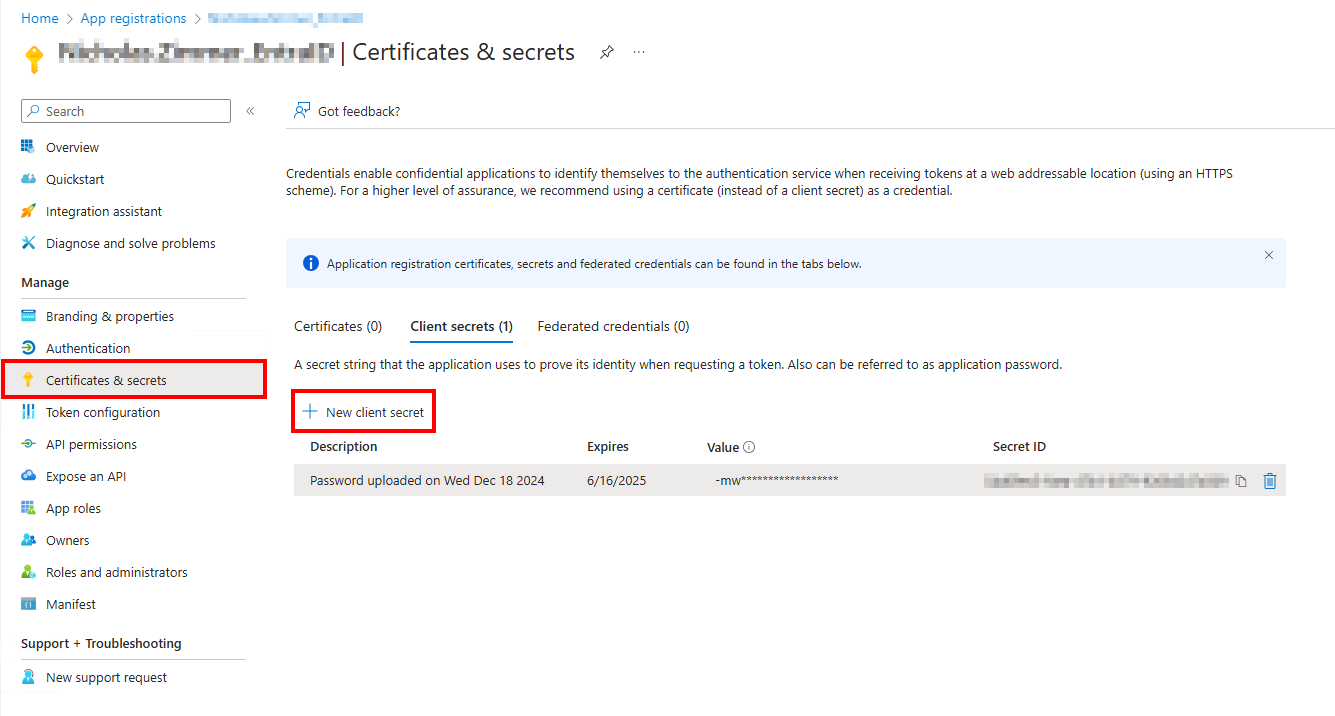 Home > App registrations >
| Certificates & secrets
Search
Got feedback?
Overview
Quickstart
Integration assistant
Diagnose and solve problems
Manage
Branding & properties
Authentication
Certificates & secrets
Token configuration
API permissions
Expose an API
App roles
Owners
Roles and administrators
Manifest
Support + Troubleshooting
New support request
Credentials enable confidential applications to identify themselves to the authentication service when receiving tokens at a web addressable location (using an HTTPS
scheme). For a higher level of assurance, we recommend using a certificate (instead of a client secret) as a credential.
Application registration certificates, secrets and federated credentials can be found in the tabs below.
Certificates (0) Client secrets (1) Federated credentials (0)
A secret string that the application uses to prove its identity when requesting a token. Also can be referred to as application password.
New client secret
Description Expires Value Secret ID
Password uploaded on Wed Dec 18 2024 6/16/2025 -mw******************